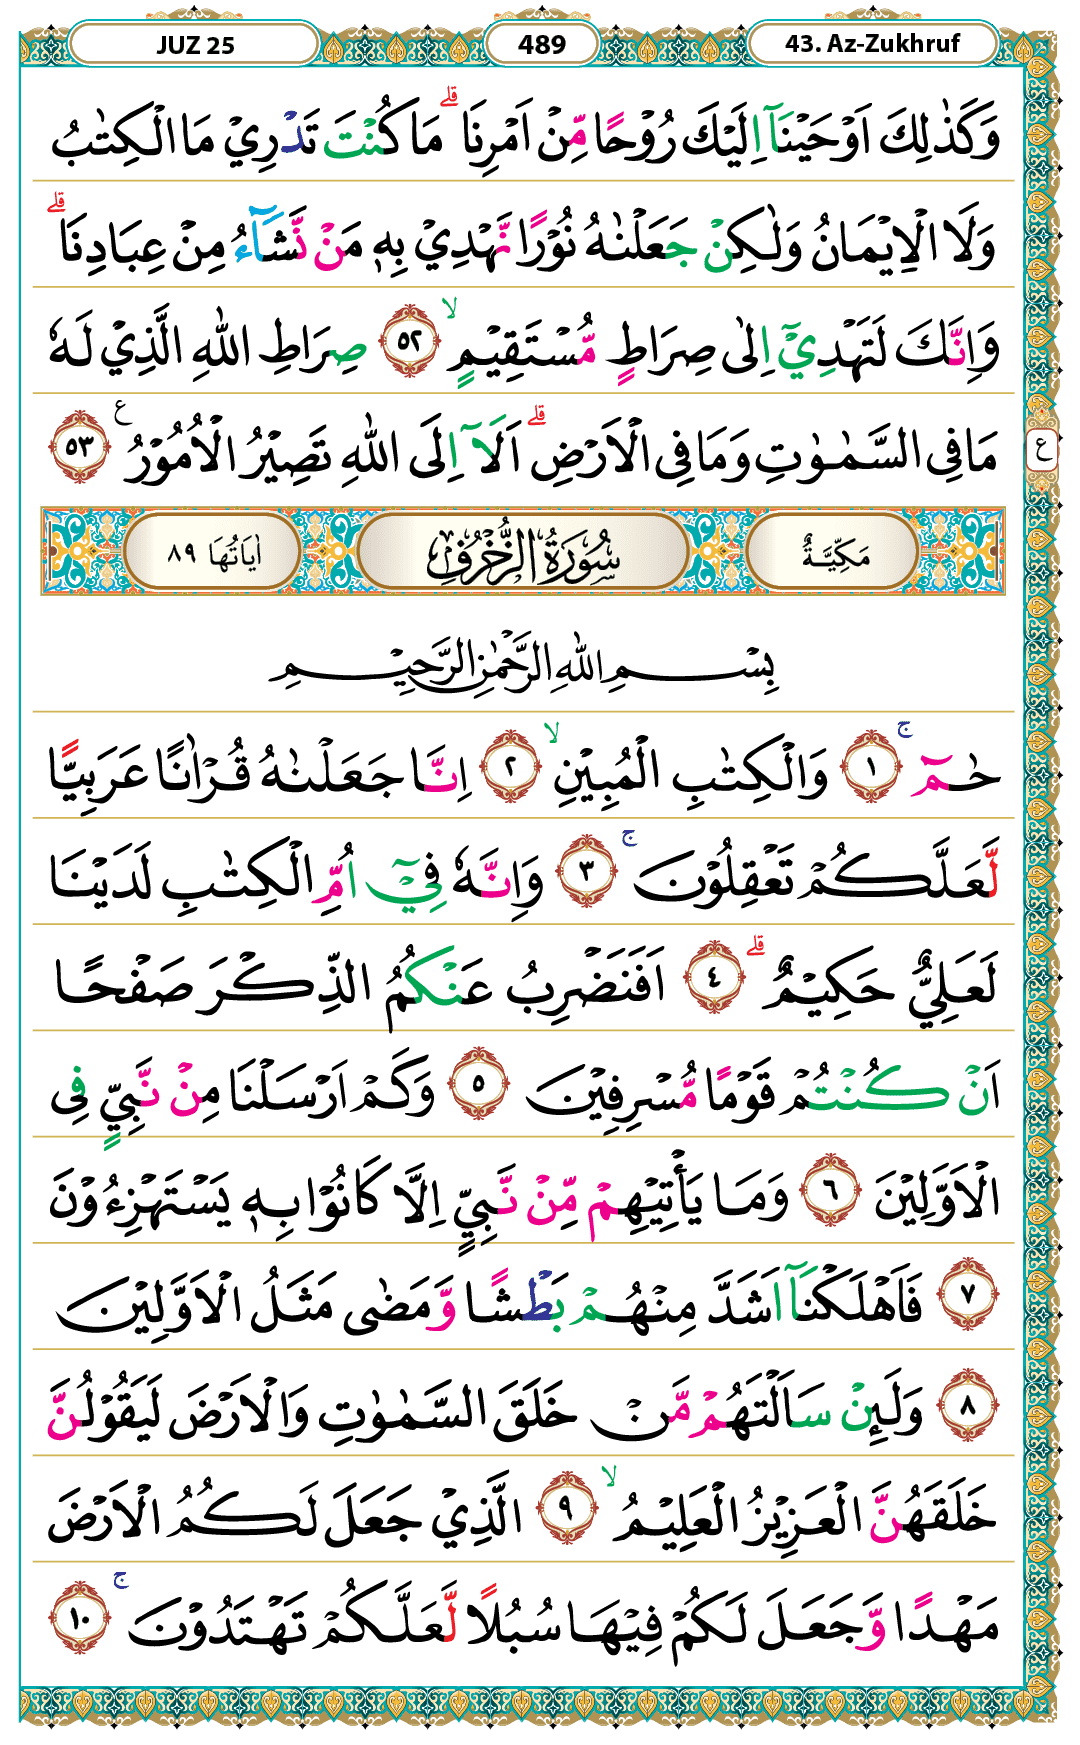 JUZ 25 489 43. Az-Zukhruf
وَكَذٰلِكَ اَوْحَيْنَآ اِلَيْكَ رُوْحًا مِّنْ اَمْرِنَا ۗ مَا كُنْتَ تَدْرِيْ مَا الْكِتٰبُ
وَلَا الْاِيْمَانُ وَلٰكِنْ جَعَلْنٰهُ نُوْرًا نَّهْدِيْ بِهٖ مَنْ نَّشَاۤءُ مِنْ عِبَادِنَا ۗ
وَاِنَّكَ لَتَهْدِيْٓ اِلٰى صِرَاطٍ مُّسْتَقِيْمٍ ۙ ٥٢ صِرَاطِ اللّٰهِ الَّذِيْ لَهٗ
مَا فِى السَّمٰوٰتِ وَمَا فِى الْاَرْضِ ۗ اَلَآ اِلَى اللّٰهِ تَصِيْرُ الْاُمُوْرُ ࣖ ٥٣
ع
مَكِّيَّةٌ سُوْرَةُ الزُّخْرُفِ اٰيَاتُهَا ٨٩
بِسْمِ اللّٰهِ الرَّحْمٰنِ الرَّحِيْمِ
حٰمۤ ۚ ١ وَالْكِتٰبِ الْمُبِيْنِ ۙ ٢ اِنَّا جَعَلْنٰهُ قُرْاٰنًا عَرَبِيًّا
لَّعَلَّكُمْ تَعْقِلُوْنَ ۚ ٣ وَاِنَّهٗ فِيْٓ اُمِّ الْكِتٰبِ لَدَيْنَا
لَعَلِيٌّ حَكِيْمٌ ۗ ٤ اَفَنَضْرِبُ عَنْكُمُ الذِّكْرَ صَفْحًا
اَنْ كُنْتُمْ قَوْمًا مُّسْرِفِيْنَ ٥ وَكَمْ اَرْسَلْنَا مِنْ نَّبِيٍّ فِى
الْاَوَّلِيْنَ ٦ وَمَا يَأْتِيْهِمْ مِّنْ نَّبِيٍّ اِلَّا كَانُوْا بِهٖ يَسْتَهْزِءُوْنَ
٧ فَاَهْلَكْنَآ اَشَدَّ مِنْهُمْ بَطْشًا وَّمَضٰى مَثَلُ الْاَوَّلِيْنَ
٨ وَلَىِٕنْ سَاَلْتَهُمْ مَّنْ خَلَقَ السَّمٰوٰتِ وَالْاَرْضَ لَيَقُوْلُنَّ
خَلَقَهُنَّ الْعَزِيْزُ الْعَلِيْمُ ۙ ٩ الَّذِيْ جَعَلَ لَكُمُ الْاَرْضَ
مَهْدًا وَّجَعَلَ لَكُمْ فِيْهَا سُبُلًا لَّعَلَّكُمْ تَهْتَدُوْنَ ۚ ١٠